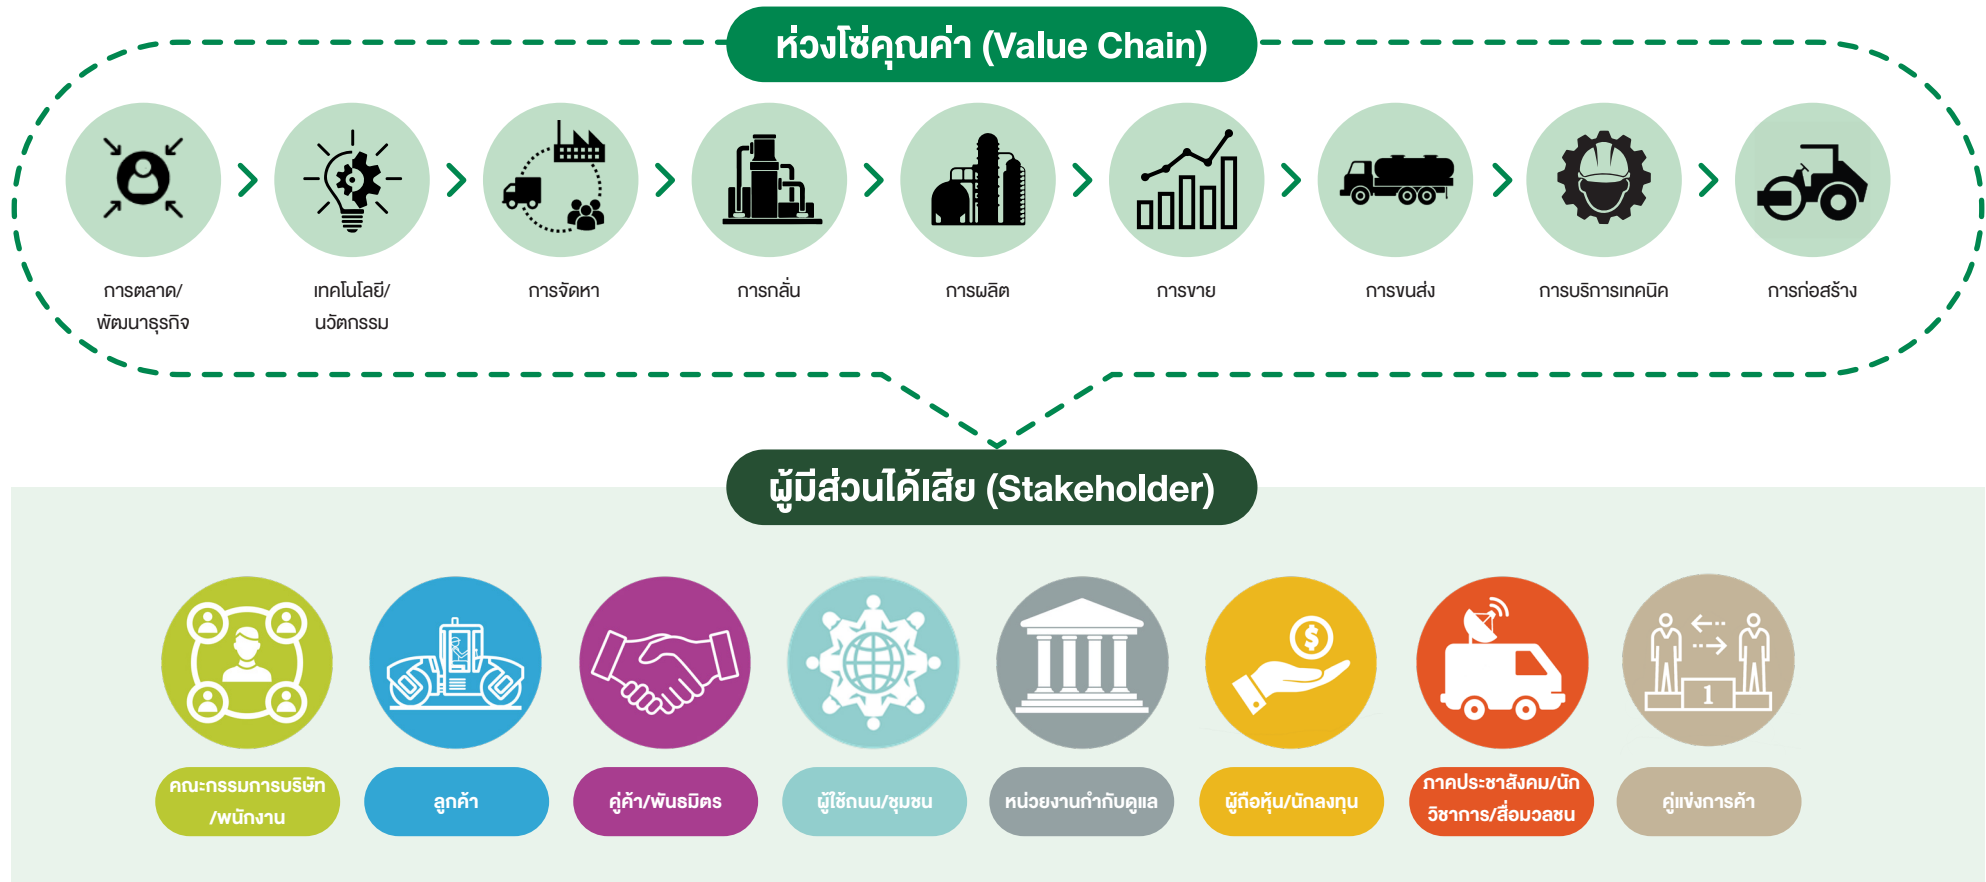 ห่วงโซ่คุณค่า (Value Chain)
การตลาด/
พัฒนาธุรกิจ
เทคโนโลยี/
นวัตกรรม
การจัดหา
การกลั่น
การผลิต
การขาย
การขนส่ง
การบริการเทคนิค
การก่อสร้าง
ผู้มีส่วนได้เสีย (Stakeholder)
1
คณะกรรมการบริษัท
/พนักงาน
ลูกค้า
คู่ค้า/พันธมิตร
ผู้ใช้ถนน/ชุมชน
หน่วยงานกำกับดูแล
ผู้ถือหุ้น/นักลงทุน
ภาคประชาสังคม/นัก
วิชาการ/สื่อมวลชน
คู่แข่งการค้า